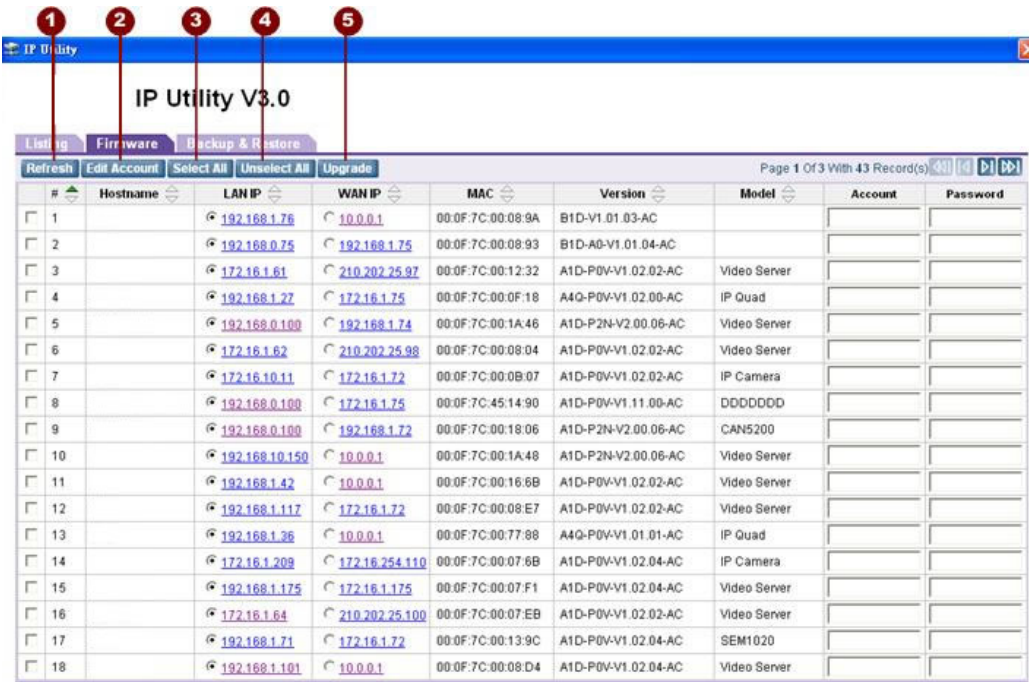 1 2 3 4 5
IP Utility
IP Utility V3.0
Listing Firmware Backup & Restore
Refresh Edit Account Select All Unselect All Upgrade Page 1 Of 3 With 43 Record(s)
# Hostname LAN IP WAN IP MAC Version Model Account Password
1 192.168.1.76 10.0.0.1 00:0F:7C:00:08:9A B1D-V1.01.03-AC
2 192.168.0.75 192.168.1.75 00:0F:7C:00:08:93 B1D-A0-V1.01.04-AC
3 172.16.1.61 210.202.25.97 00:0F:7C:00:12:32 A1D-P0V-V1.02.02-AC Video Server
4 192.168.1.27 172.16.1.75 00:0F:7C:00:0F:18 A4Q-P0V-V1.02.00-AC IP Quad
5 192.168.0.100 192.168.1.74 00:0F:7C:00:1A:46 A1D-P2N-V2.00.06-AC Video Server
6 172.16.1.62 210.202.25.98 00:0F:7C:00:08:04 A1D-P0V-V1.02.02-AC Video Server
7 172.16.10.11 172.16.1.72 00:0F:7C:00:0B:07 A1D-P0V-V1.02.02-AC IP Camera
8 192.168.0.100 172.16.1.75 00:0F:7C:45:14:90 A1D-P0V-V1.11.00-AC DDDDDDD
9 192.168.0.100 192.168.1.72 00:0F:7C:00:18:06 A1D-P2N-V2.00.06-AC CAN5200
10 192.168.10.150 10.0.0.1 00:0F:7C:00:1A:48 A1D-P2N-V2.00.06-AC Video Server
11 192.168.1.42 10.0.0.1 00:0F:7C:00:16:6B A1D-P0V-V1.02.02-AC Video Server
12 192.168.1.117 172.16.1.72 00:0F:7C:00:08:E7 A1D-P0V-V1.02.02-AC Video Server
13 192.168.1.36 10.0.0.1 00:0F:7C:00:77:88 A4Q-P0V-V1.01.01-AC IP Quad
14 172.16.1.209 172.16.254.110 00:0F:7C:00:07:6B A1D-P0V-V1.02.04-AC IP Camera
15 192.168.1.175 172.16.1.175 00:0F:7C:00:07:F1 A1D-P0V-V1.02.04-AC Video Server
16 172.16.1.64 210.202.25.100 00:0F:7C:00:07:EB A1D-P0V-V1.02.02-AC Video Server
17 192.168.1.71 172.16.1.72 00:0F:7C:00:13:9C A1D-P0V-V1.02.04-AC SEM1020
18 192.168.1.101 10.0.0.1 00:0F:7C:00:08:D4 A1D-P0V-V1.02.04-AC Video Server